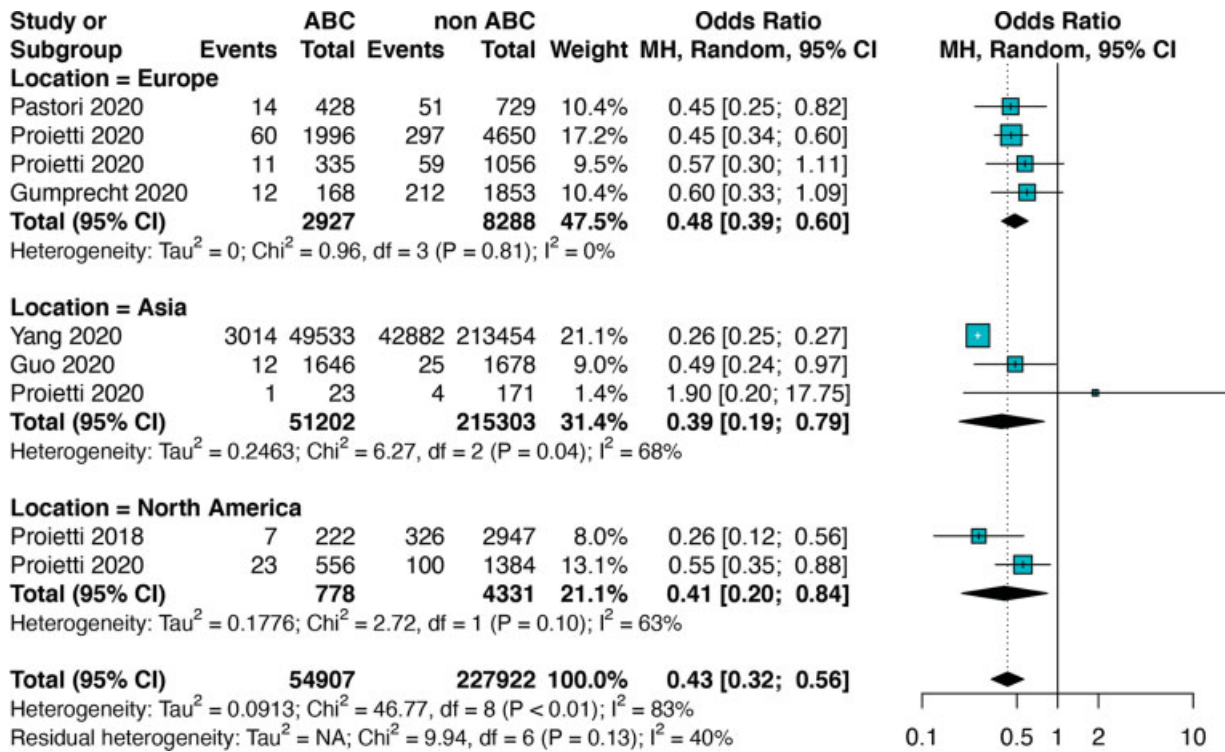 Study or ABC non ABC Odds Ratio Odds Ratio
Subgroup Events Total Events Total Weight MH, Random, 95% CI MH, Random, 95% CI
Location = Europe
Pastori 2020 14 428 51 729 10.4% 0.45 [0.25; 0.82]
Proietti 2020 60 1996 297 4650 17.2% 0.45 [0.34; 0.60]
Proietti 2020 11 335 59 1056 9.5% 0.57 [0.30; 1.11]
Gumprecht 2020 12 168 212 1853 10.4% 0.60 [0.33; 1.09]
Total (95% CI) 2927 8288 47.5% 0.48 [0.39; 0.60]
Heterogeneity: Tau² = 0; Chi² = 0.96, df = 3 (P = 0.81); I² = 0%
Location = Asia
Yang 2020 3014 49533 42882 213454 21.1% 0.26 [0.25; 0.27]
Guo 2020 12 1646 25 1678 9.0% 0.49 [0.24; 0.97]
Proietti 2020 1 23 4 171 1.4% 1.90 [0.20; 17.75]
Total (95% CI) 51202 215303 31.4% 0.39 [0.19; 0.79]
Heterogeneity: Tau² = 0.2463; Chi² = 6.27, df = 2 (P = 0.04); I² = 68%
Location = North America
Proietti 2018 7 222 326 2947 8.0% 0.26 [0.12; 0.56]
Proietti 2020 23 556 100 1384 13.1% 0.55 [0.35; 0.88]
Total (95% CI) 778 4331 21.1% 0.41 [0.20; 0.84]
Heterogeneity: Tau² = 0.1776; Chi² = 2.72, df = 1 (P = 0.10); I² = 63%
Total (95% CI) 54907 227922 100.0% 0.43 [0.32; 0.56]
Heterogeneity: Tau² = 0.0913; Chi² = 46.77, df = 8 (P < 0.01); I² = 83%
Residual heterogeneity: Tau² = NA; Chi² = 9.94, df = 6 (P = 0.13); I² = 40%
0.1 0.5 1 2 10